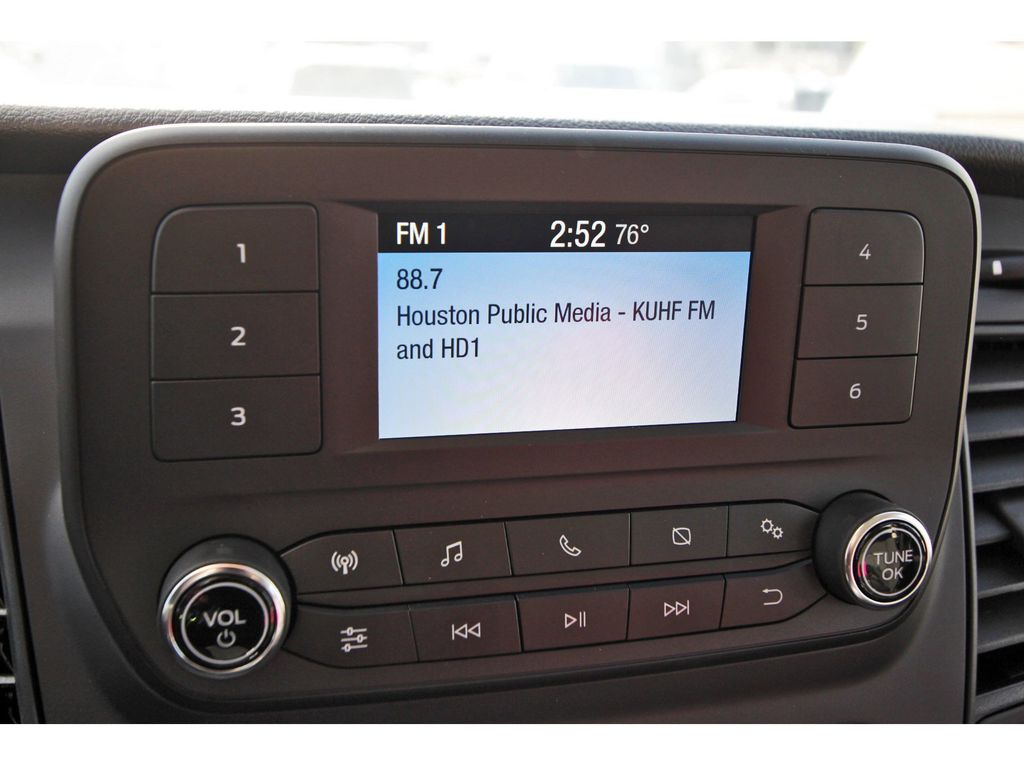 FM 1 2:52 76°
88.7
Houston Public Media - KUHF FM
and HD1
1
2
3
4
5
6
VOL
TUNE
OK